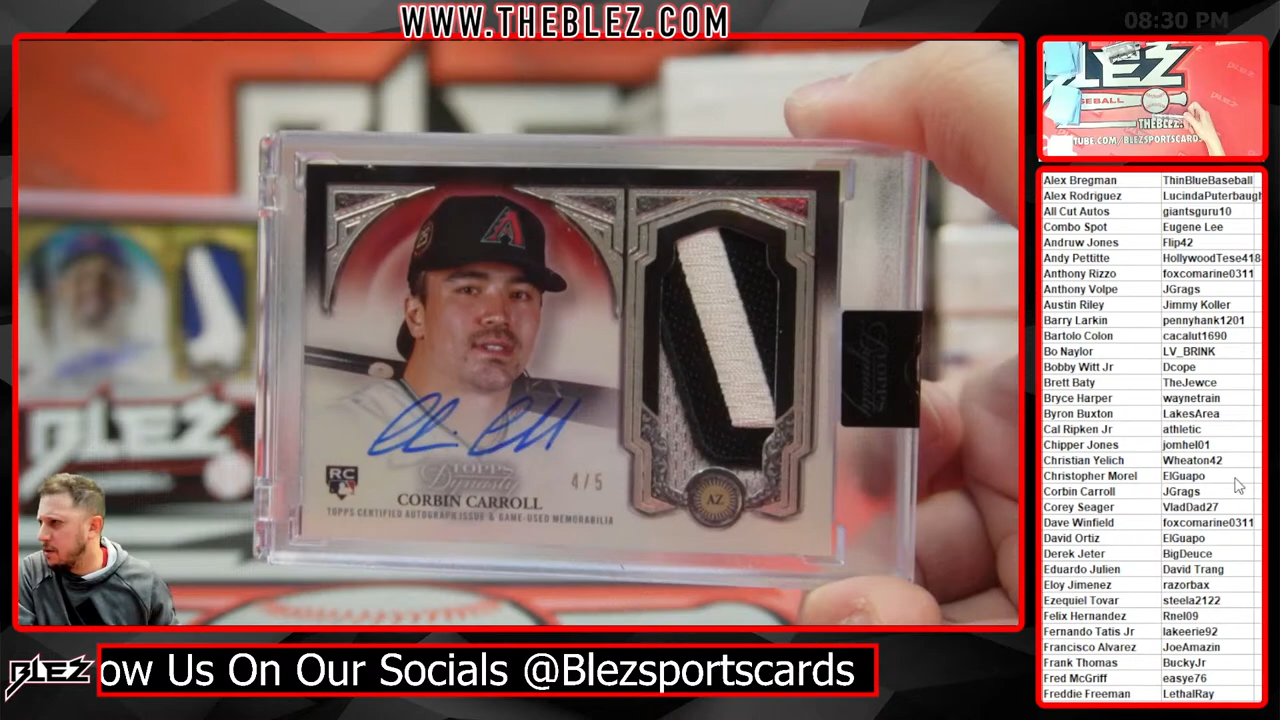 WWW.THEBLEZ.COM
08:30 PM
BLEZ
BASEBALL
THEBLEZ
TUBE.COM/BLEZSPORTSCARDS
A
RC
Dynasty
4/5
CORBIN CARROLL
TOPPS CERTIFIED AUTOGRAPH ISSUE & GAME-USED MEMORABILIA
AZ
BLEZ
Alex Bregman ThinBlueBaseball
Alex Rodriguez LucindaPuterbaugh
All Cut Autos giantsguru10
Combo Spot Eugene Lee
Andruw Jones Flip42
Andy Pettitte HollywoodTese418
Anthony Rizzo foxcomarine0311
Anthony Volpe JGrags
Austin Riley Jimmy Koller
Barry Larkin pennyhank1201
Bartolo Colon cacalut1690
Bo Naylor LV_BRINK
Bobby Witt Jr Dcope
Brett Baty TheJewce
Bryce Harper waynetrain
Byron Buxton LakesArea
Cal Ripken Jr athletic
Chipper Jones jomhel01
Christian Yelich Wheaton42
Christopher Morel ElGuapo
Corbin Carroll JGrags
Corey Seager VladDad27
Dave Winfield foxcomarine0311
David Ortiz ElGuapo
Derek Jeter BigDeuce
Eduardo Julien David Trang
Eloy Jimenez razorbax
Ezequiel Tovar steela2122
Felix Hernandez Rnel09
Fernando Tatis Jr lakeerie92
Francisco Alvarez JoeAmazin
Frank Thomas BuckyJr
Fred McGriff easye76
Freddie Freeman LethalRay
BLEZ
ow Us On Our Socials @Blezsportscards